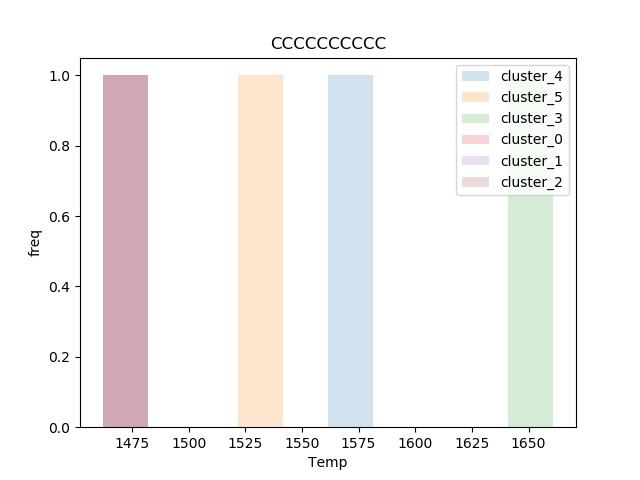 CCCCCCCCCC
freq
1.0
0.8
0.6
0.4
0.2
0.0
cluster_4
cluster_5
cluster_3
cluster_0
cluster_1
cluster_2
1475 1500 1525 1550 1575 1600 1625 1650
Temp